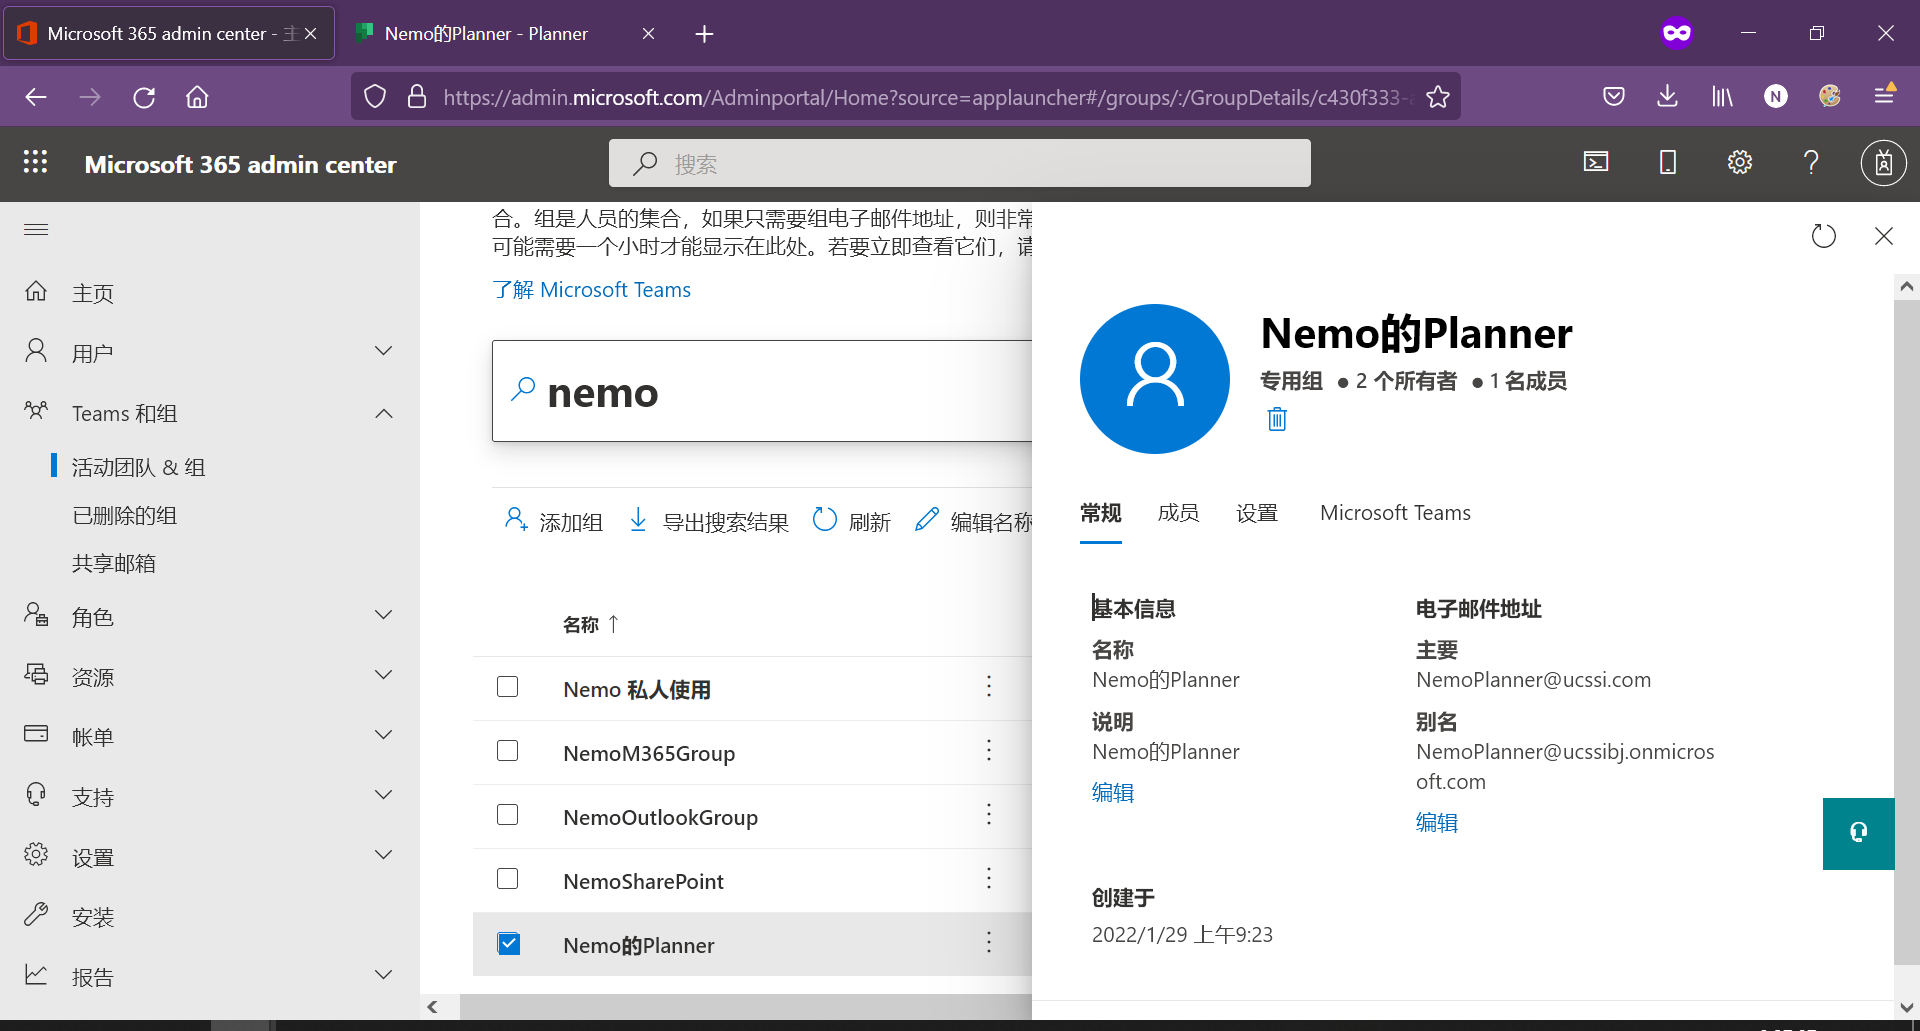 Microsoft 365 admin center - 主
Nemo的Planner - Planner
https://admin.microsoft.com/Adminportal/Home?source=applauncher#/groups/:/GroupDetails/c430f333-
N
Microsoft 365 admin center
搜索
主页
用户
Teams 和组
活动团队 & 组
已删除的组
共享邮箱
角色
资源
帐单
支持
设置
安装
报告
合。组是人员的集合，如果只需要组电子邮件地址，则非常
可能需要一个小时才能显示在此处。若要立即查看它们，请
了解 Microsoft Teams
nemo
添加组
导出搜索结果
刷新
编辑名称
名称 ↑
Nemo 私人使用
NemoM365Group
NemoOutlookGroup
NemoSharePoint
Nemo的Planner
Nemo的Planner
专用组 ● 2 个所有者 ● 1 名成员
常规
成员
设置
Microsoft Teams
基本信息
名称
Nemo的Planner
说明
Nemo的Planner
编辑
电子邮件地址
主要
NemoPlanner@ucssi.com
别名
NemoPlanner@ucssibj.onmicros
oft.com
编辑
创建于
2022/1/29 上午9:23